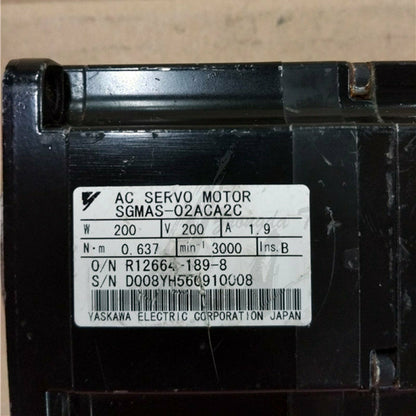 AC SERVO MOTOR
SGMAS-02ACA2C
W 200 V 200 A 1.9
N·m 0.637 min⁻¹ 3000 Ins.B
O/N R12664-189-8
S/N D008YH560910008
YASKAWA ELECTRIC CORPORATION JAPAN